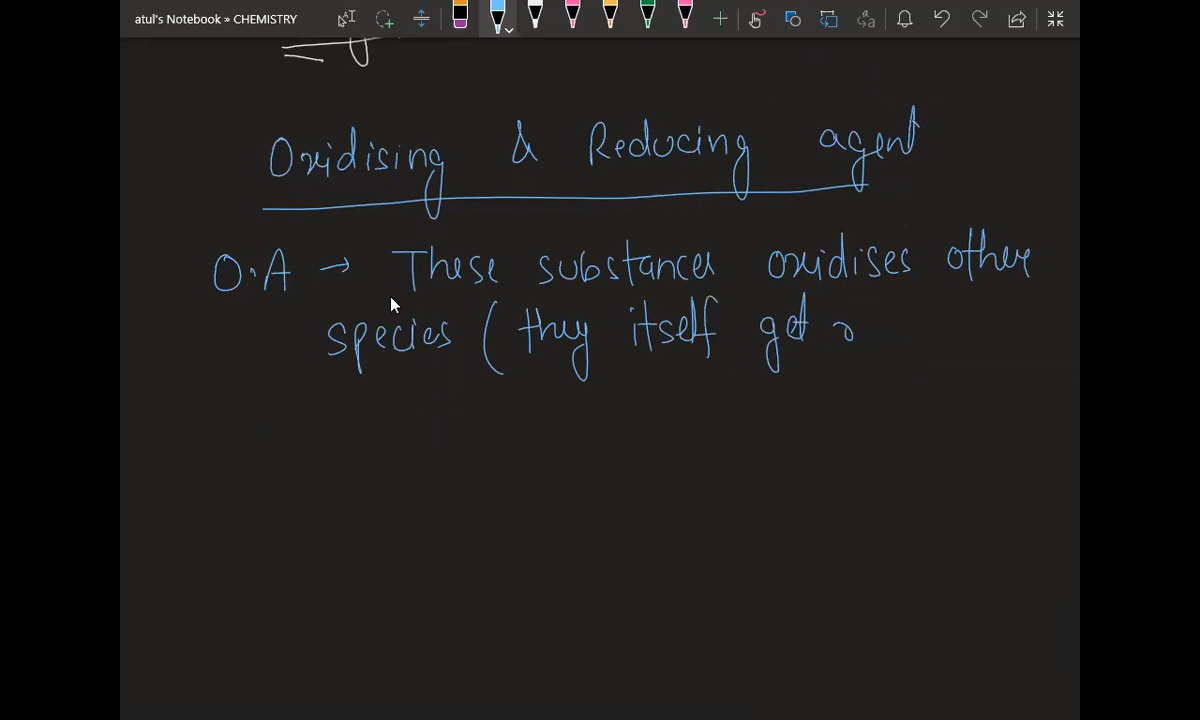 atul's Notebook » CHEMISTRY
Oxidising & Reducing agent
O.A → These substances oxidises other
species (they itself get